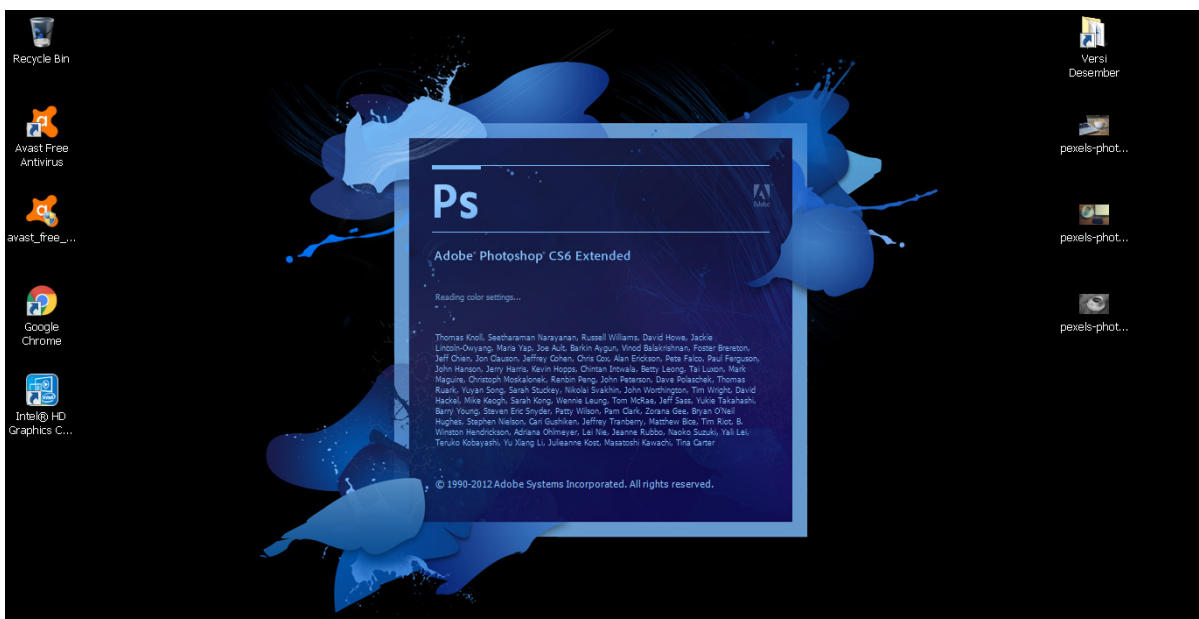 Recycle Bin
Avast Free
Antivirus
avast_free_...
Google
Chrome
Intel® HD
Graphics C...
Ps
Adobe
Adobe® Photoshop® CS6 Extended
Reading color settings...
Thomas Knoll, Seetharaman Narayanan, Russell Williams, David Howe, Jackie
Lincoln-Owyang, Maria Yap, Joe Ault, Barkin Aygun, Vinod Balakrishnan, Foster Brereton,
Jeff Chien, Jon Clauson, Jeffrey Cohen, Chris Cox, Alan Erickson, Pete Falco, Paul Ferguson,
John Hanson, Jerry Harris, Kevin Hopps, Chintan Intwala, Betty Leong, Tai Luxon, Mark
Maguire, Christoph Moskalonek, Renbin Peng, John Peterson, Dave Polaschek, Thomas
Ruark, Yuyan Song, Sarah Stuckey, Nikolai Svakhin, John Worthington, Tim Wright, David
Hackel, Mike Keogh, Sarah Kong, Wennie Leung, Tom McRae, Jeff Sass, Yukie Takahashi,
Barry Young, Steven Eric Snyder, Patty Wilson, Pam Clark, Zorana Gee, Bryan O'Neil
Hughes, Stephen Nielson, Cari Gushiken, Jeffrey Tranberry, Matthew Bice, Tim Riot, B.
Winston Hendrickson, Adriana Ohlmeyer, Lei Nie, Jeanne Rubbo, Naoko Suzuki, Yali Lei,
Teruko Kobayashi, Yu Xiang Li, Julieanne Kost, Masatoshi Kawachi, Tina Carter
© 1990-2012 Adobe Systems Incorporated. All rights reserved.
Versi
Desember
pexels-phot...
pexels-phot...
pexels-phot...